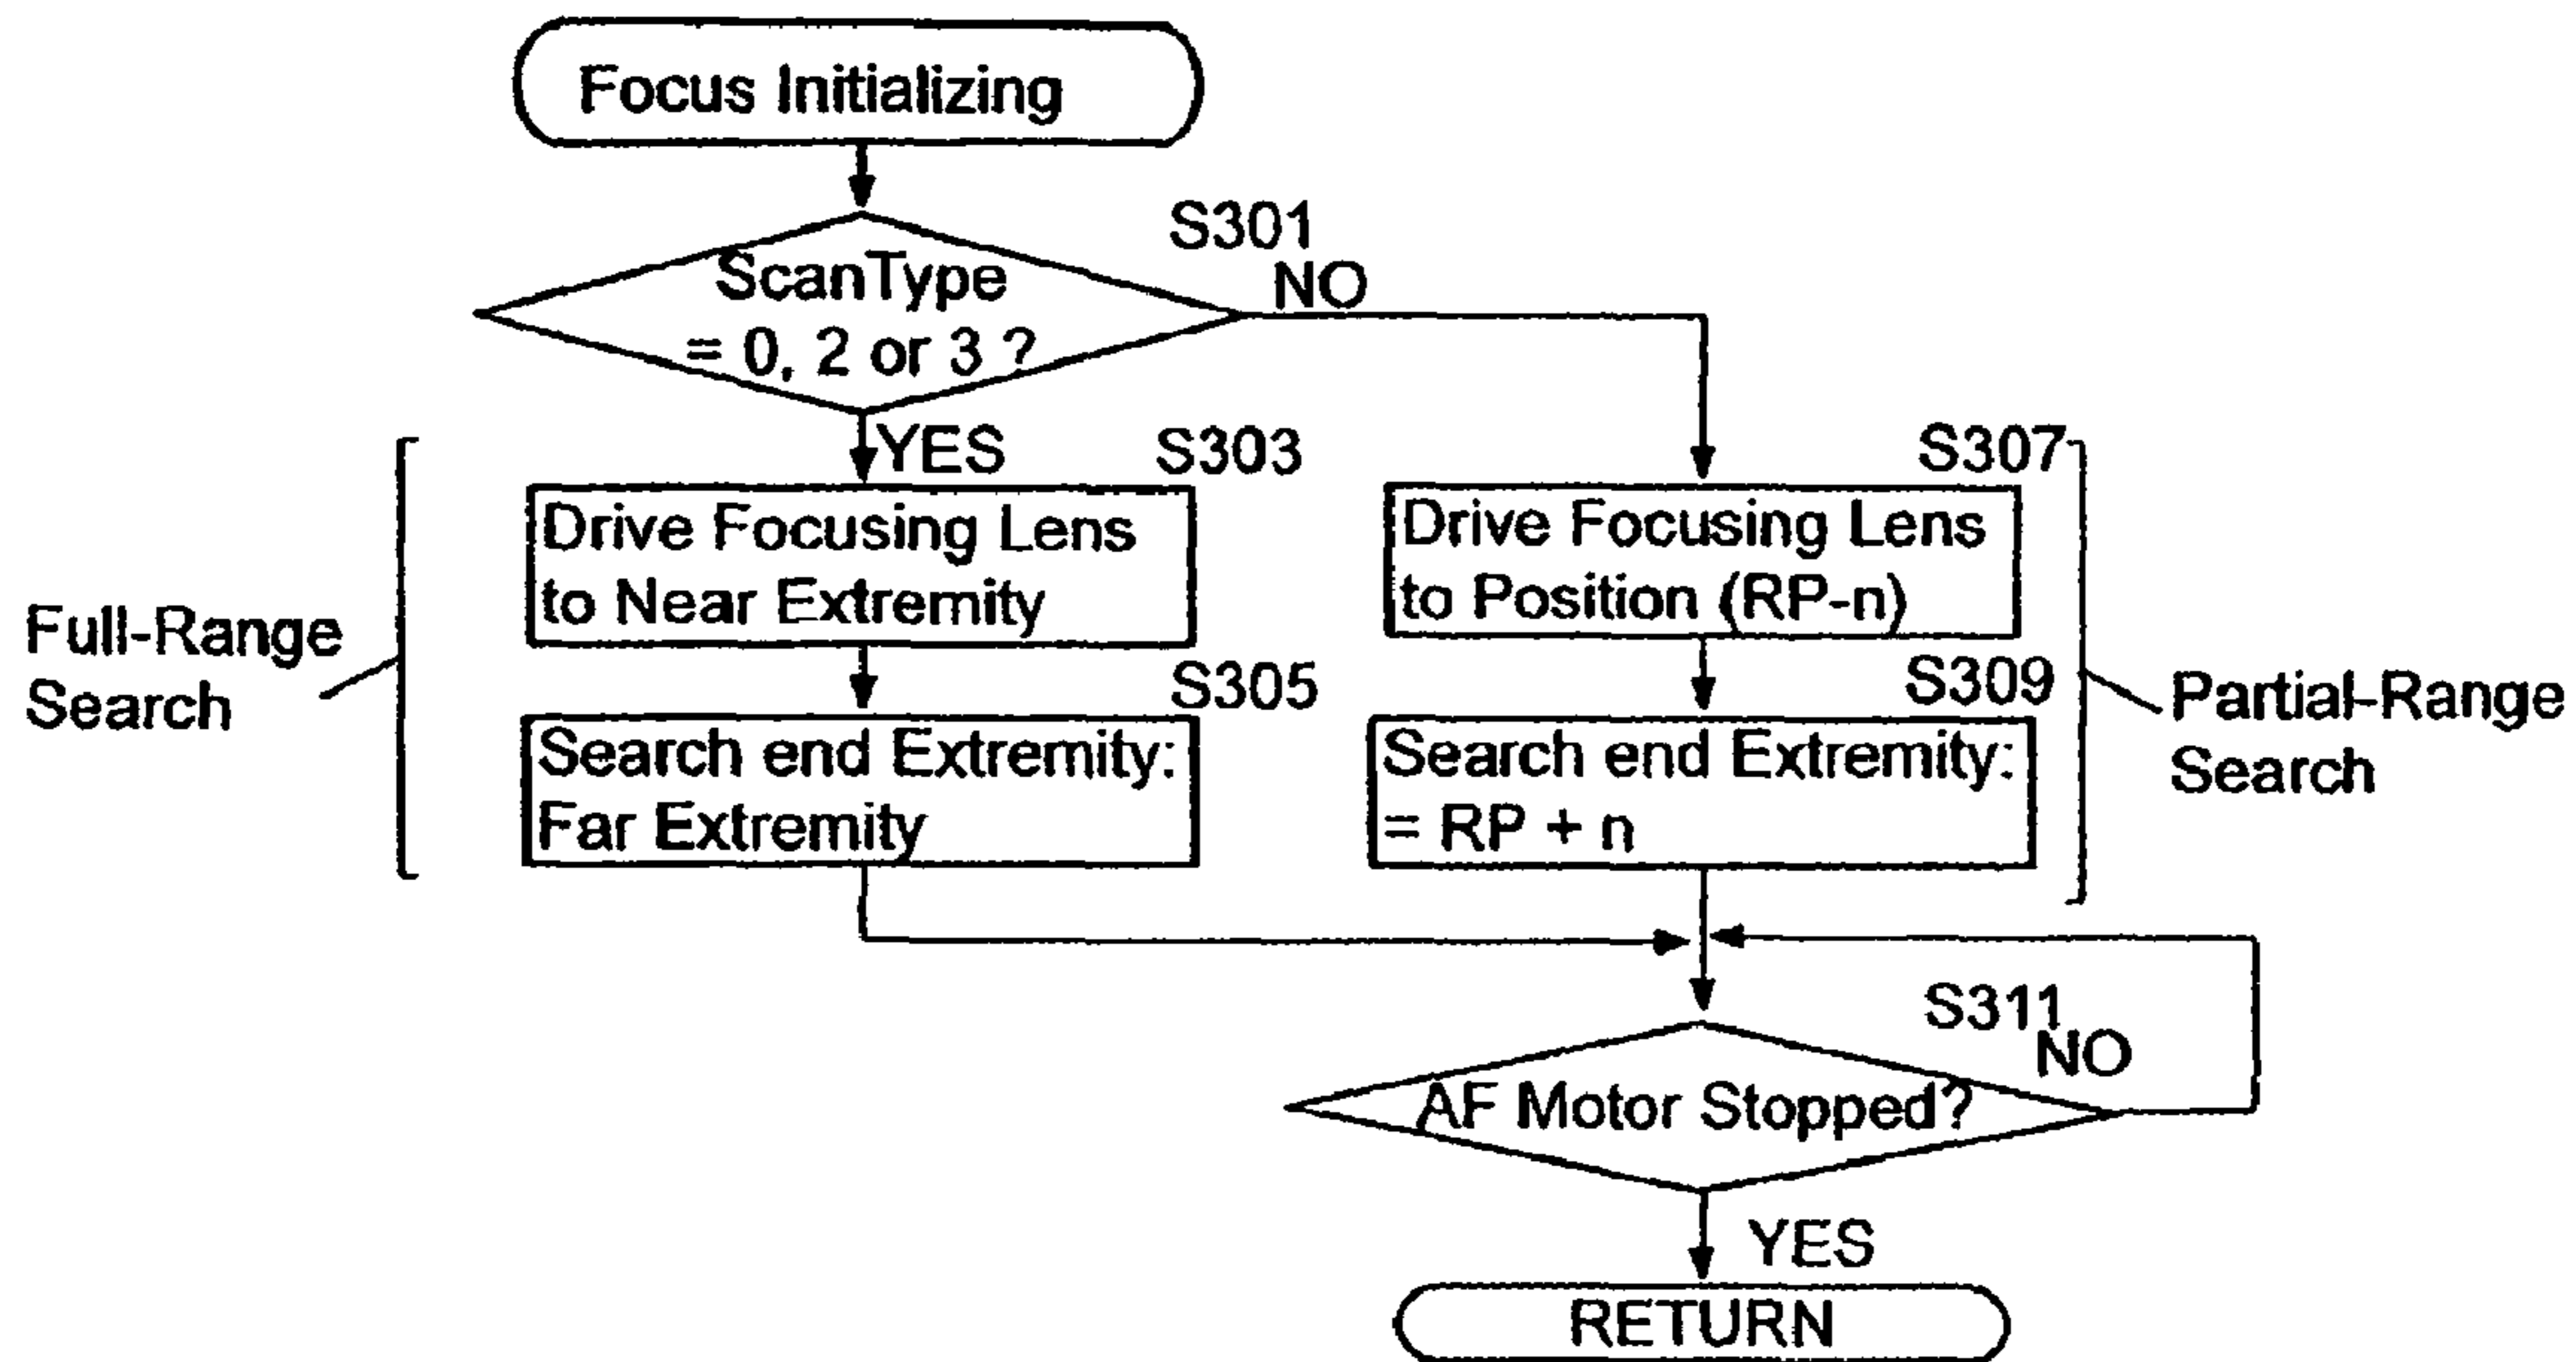 Focus Initializing
S301
ScanType
= 0, 2 or 3 ?
NO
YES
S303
Drive Focusing Lens
to Near Extremity
S305
Search end Extremity:
Far Extremity
Full-Range
Search
S307
Drive Focusing Lens
to Position (RP-n)
S309
Search end Extremity:
= RP + n
Partial-Range
Search
S311
NO
AF Motor Stopped?
YES
RETURN